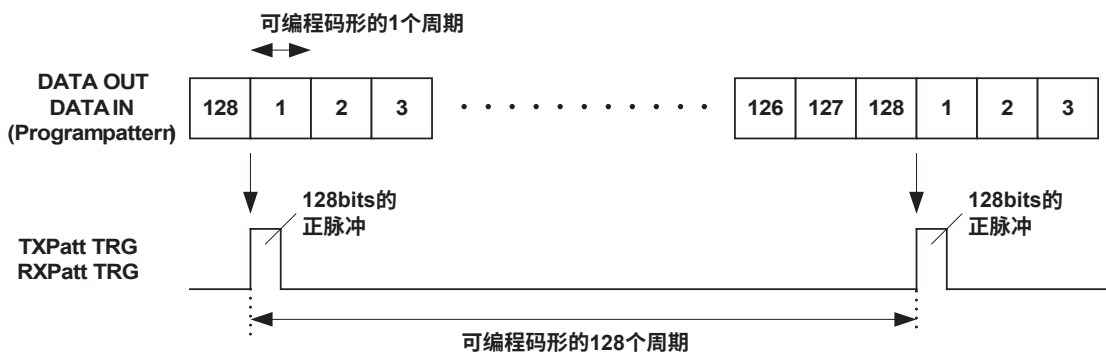 可编程码形的1个周期
DATA OUT
DATA IN
(Programpattern)
128 1 2 3 · · · · · · · · · · · · 126 127 128 1 2 3
128bits的
正脉冲
128bits的
正脉冲
TXPatt TRG
RXPatt TRG
可编程码形的128个周期